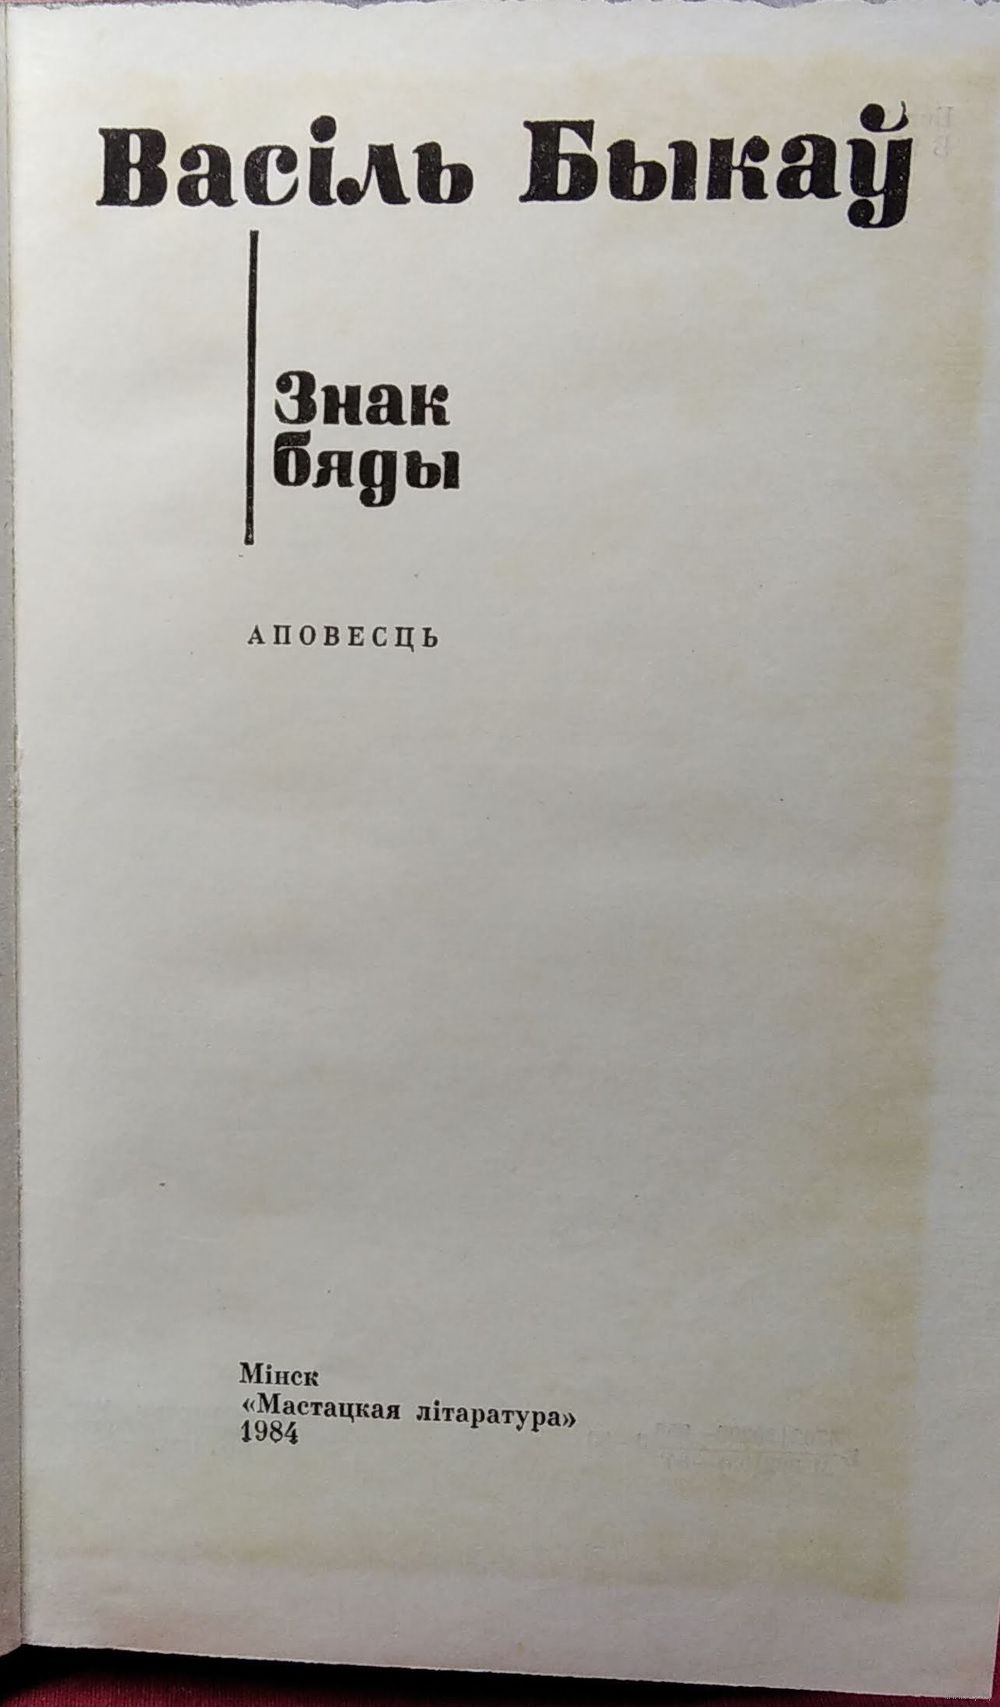 Васіль Быкаў
Знак
бяды
АПОВЕСЦЬ
Мінск
«Мастацкая літаратура»
1984